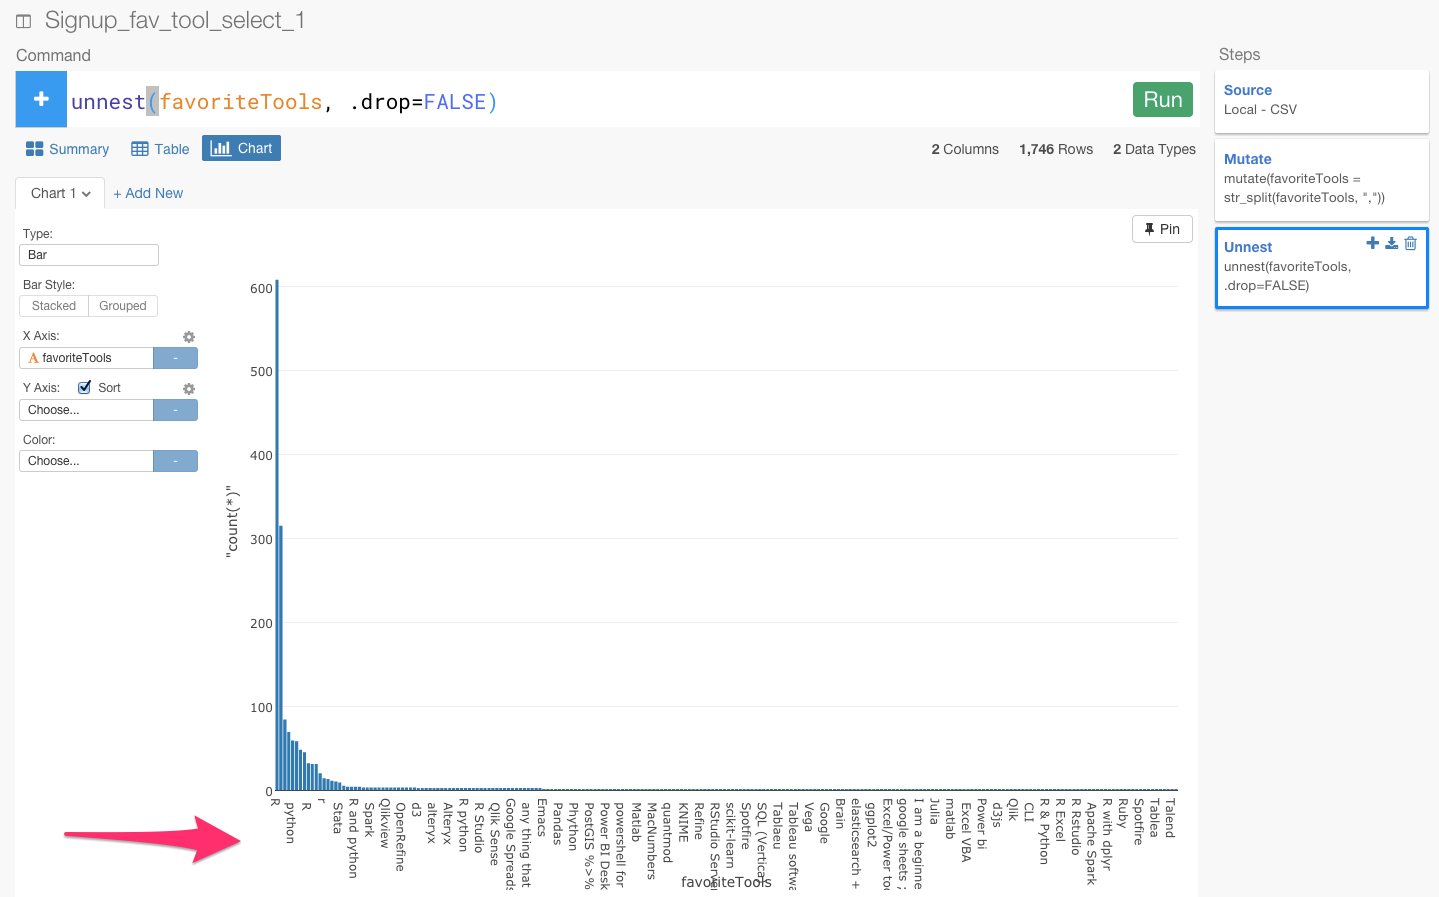 Signup_fav_tool_select_1
Command
unnest(favoriteTools, .drop=FALSE)
Run
Summary Table Chart
2 Columns 1,746 Rows 2 Data Types
Chart 1 + Add New
Pin
Type:
Bar
Bar Style:
Stacked Grouped
X Axis:
A favoriteTools -
Y Axis: Sort
Choose... -
Color:
Choose... -
600
500
400
300
200
100
0
"count(*)"
R
python
R
r
Stata
R and python
Spark
Qlikview
OpenRefine
d3
alteryx
Alteryx
R python
R Studio
Qlik Sense
Google Spreads
any thing that
Emacs
Pandas
Phython
PostGIS %>%
Power BI Desk
powershell for
Matlab
MacNumbers
quantmod
KNIME
Refine
RStudio Serve
scikit-learn
Spotfire
SQL (Vertica
Tablaeu
Tableau softwa
Vega
Google
Brain
elasticsearch +
ggplot2
Excel/Power too
google sheets ;
I am a beginne
Julia
matlab
Excel VBA
Power bi
d3js
Qlik
CLI
R & Python
R Excel
R Rstudio
Apache Spark
R with dplyr
Ruby
Spotfire
Tablea
Talend
favoriteTools
Steps
Source
Local - CSV
Mutate
mutate(favoriteTools =
str_split(favoriteTools, ","))
Unnest
unnest(favoriteTools,
.drop=FALSE)